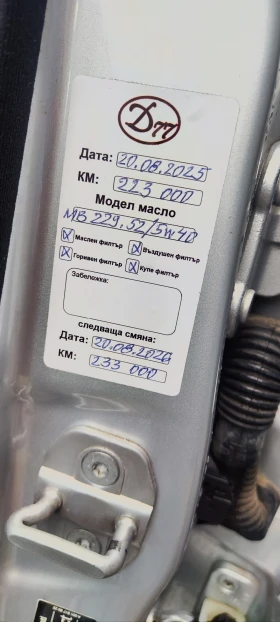 D77
Дата: 20.08.2025
КМ: 223 000
Модел масло
MB 229.52/5W40
☒ Маслен филтър ☒ Въздушен филтър
☒ Горивен филтър ☒ Купе филтър
Забележка:
следваща смяна:
Дата: 20.08.2026
КМ: 233 000